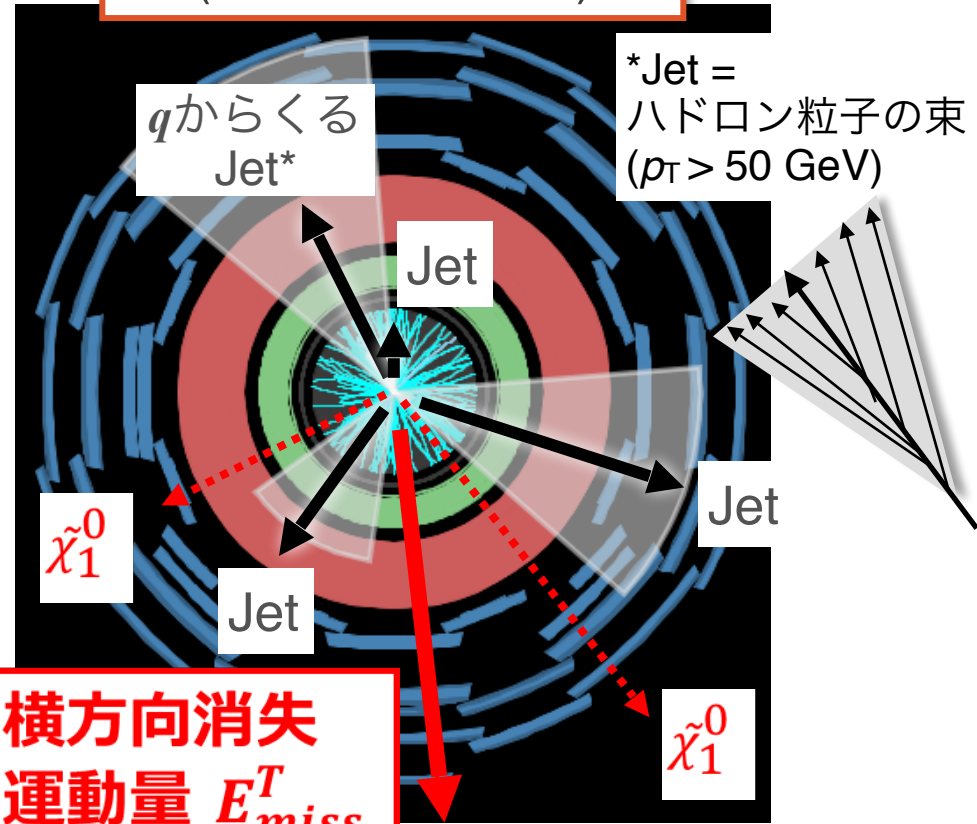 *Jet =
ハドロン粒子の束
(pT > 50 GeV)
qからくる
Jet*
Jet
Jet
χ̃⁰₁
Jet
χ̃⁰₁
横方向消失
運動量 E^T_miss